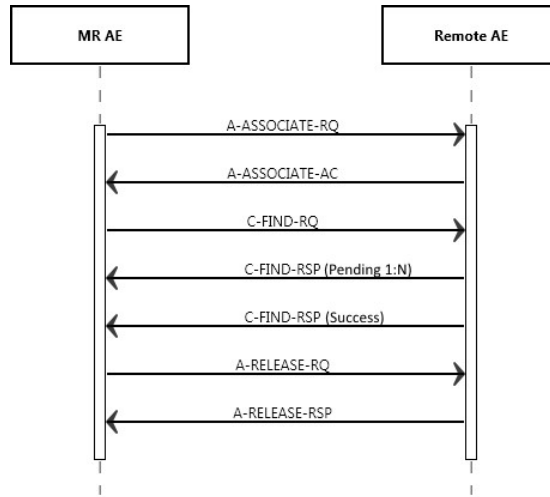 MR AE
Remote AE
A-ASSOCIATE-RQ
A-ASSOCIATE-AC
C-FIND-RQ
C-FIND-RSP (Pending 1:N)
C-FIND-RSP (Success)
A-RELEASE-RQ
A-RELEASE-RSP